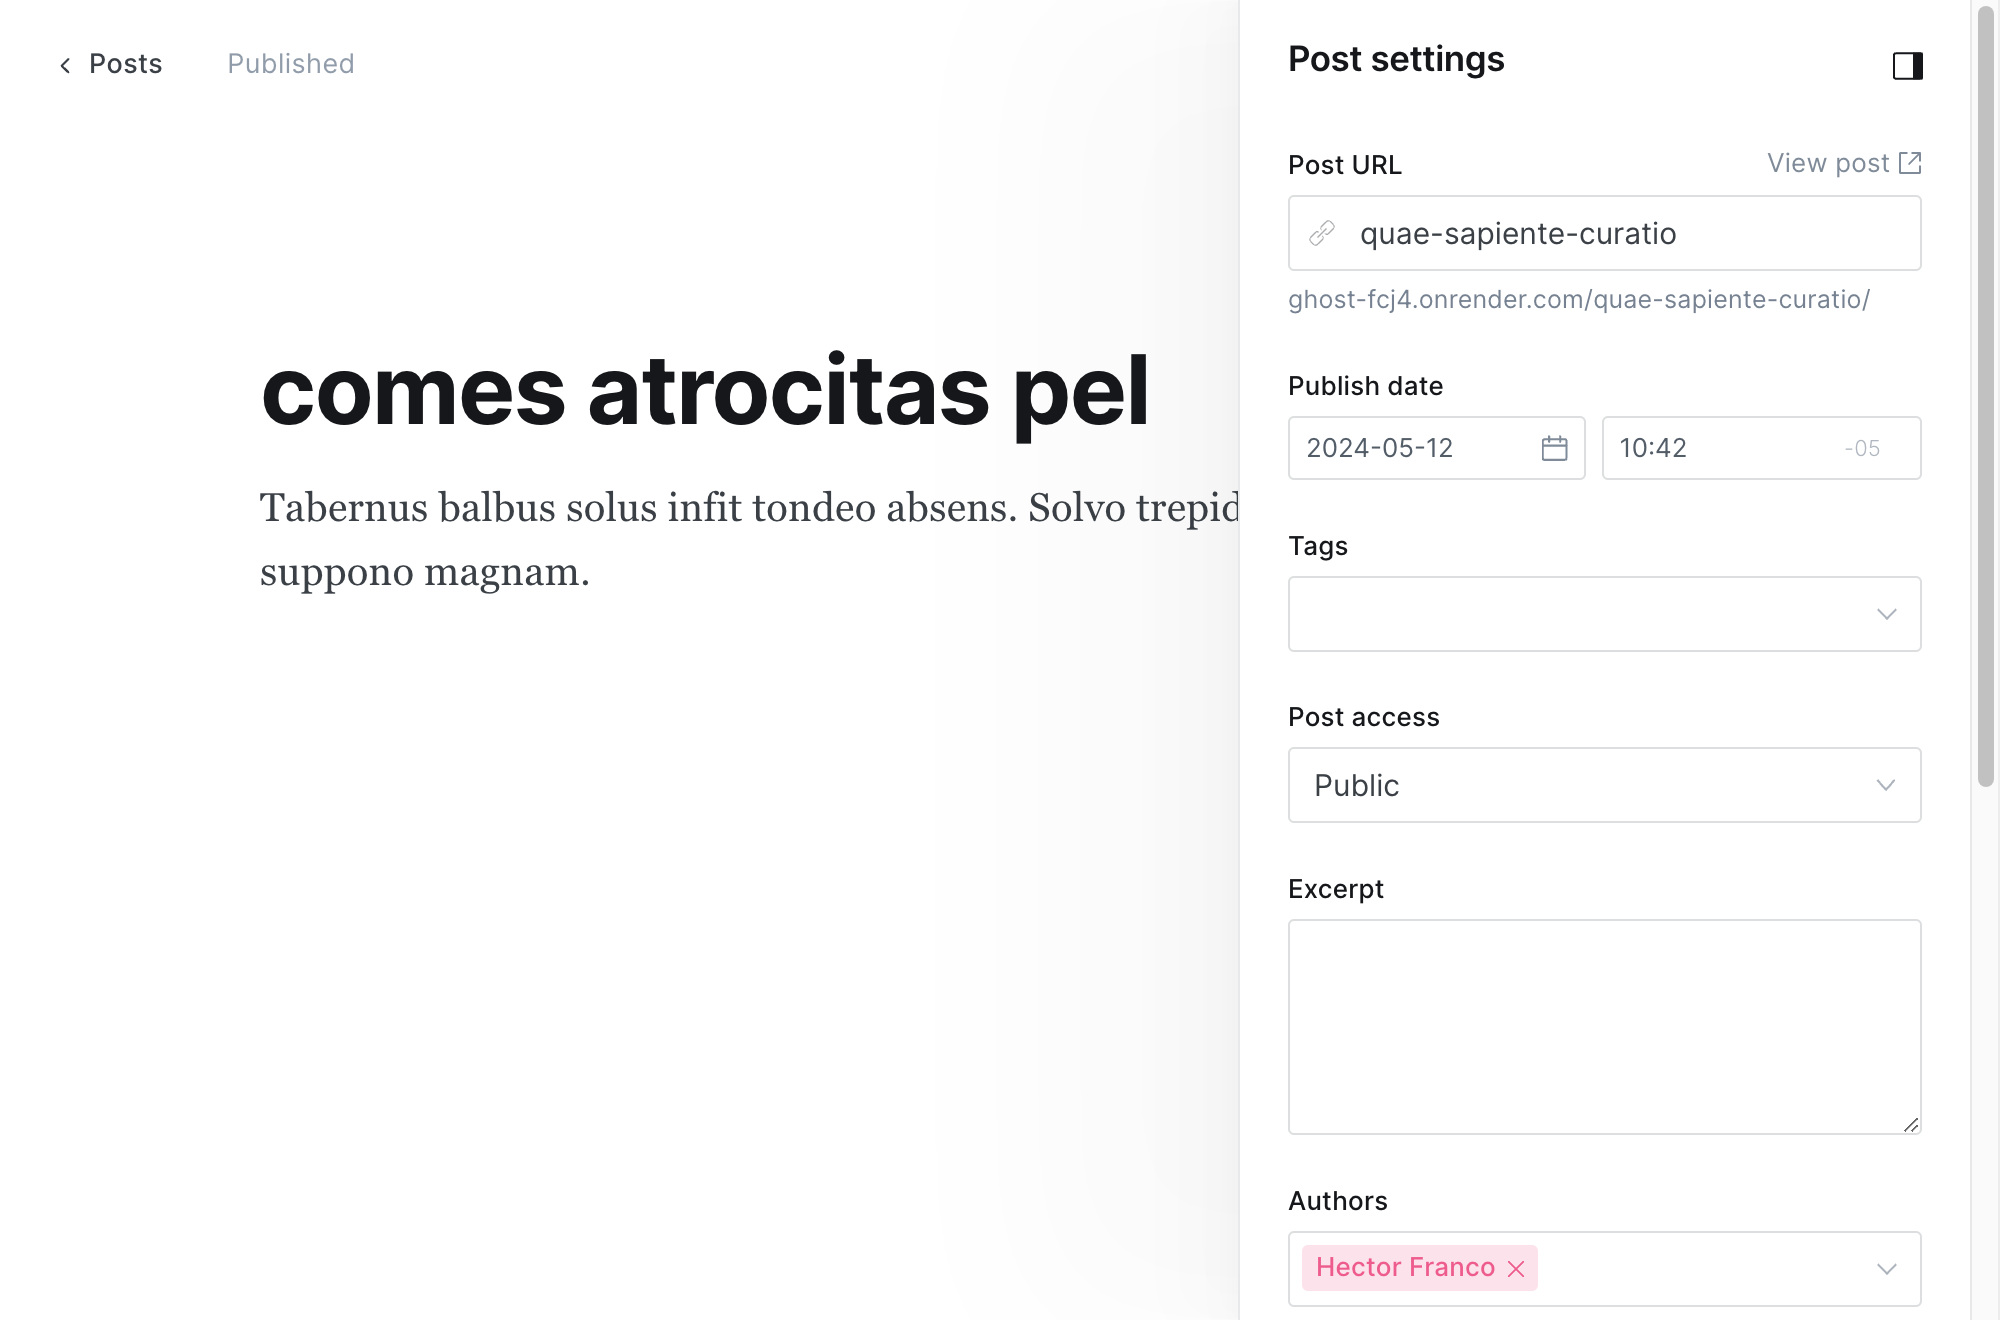 Posts
Published
comes atrocitas pel
Tabernus balbus solus infit tondeo absens. Solvo trepid
suppono magnam.
Post settings
Post URL
View post
quae-sapiente-curatio
ghost-fcj4.onrender.com/quae-sapiente-curatio/
Publish date
2024-05-12
10:42
-05
Tags
Post access
Public
Excerpt
Authors
Hector Franco